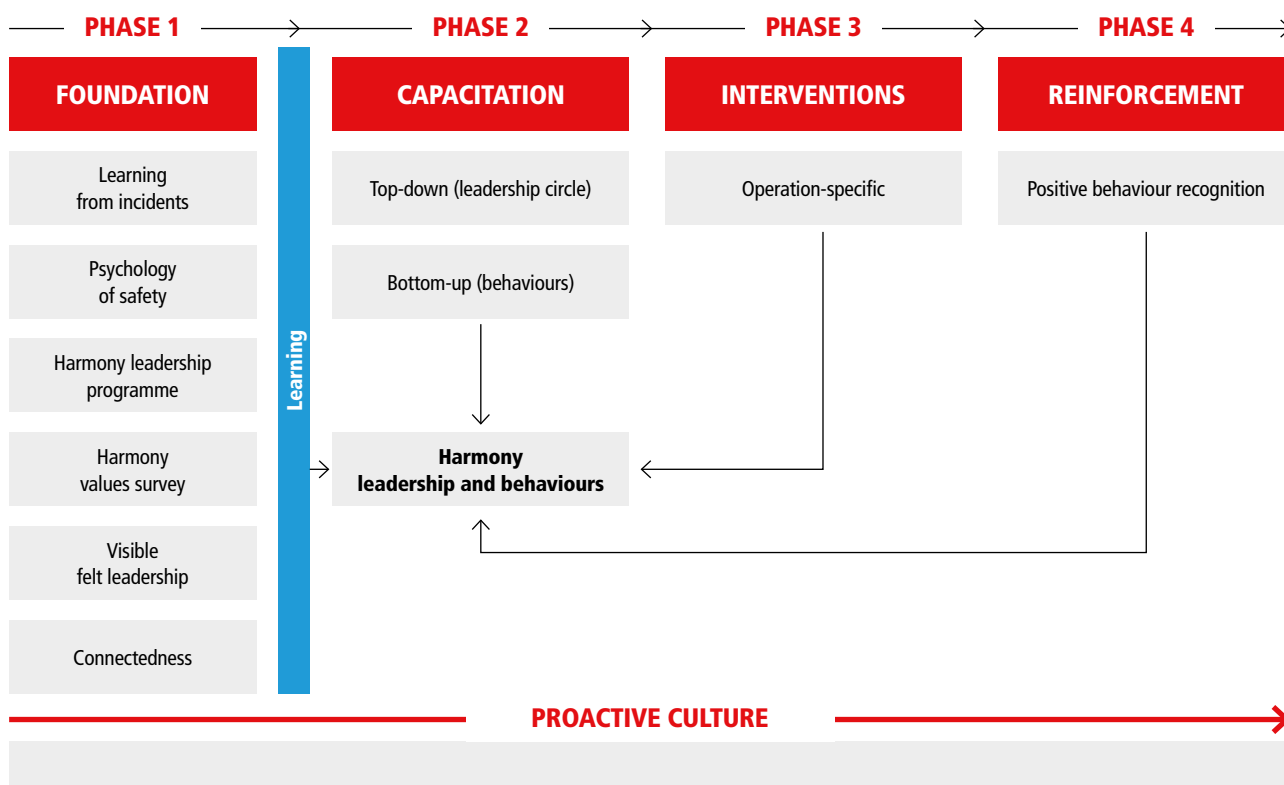 PHASE 1
PHASE 2
PHASE 3
PHASE 4
FOUNDATION
CAPACITATION
INTERVENTIONS
REINFORCEMENT
Learning
from incidents
Psychology
of safety
Harmony leadership
programme
Harmony
values survey
Visible
felt leadership
Connectedness
Learning
Top-down (leadership circle)
Bottom-up (behaviours)
Harmony
leadership and behaviours
Operation-specific
Positive behaviour recognition
PROACTIVE CULTURE